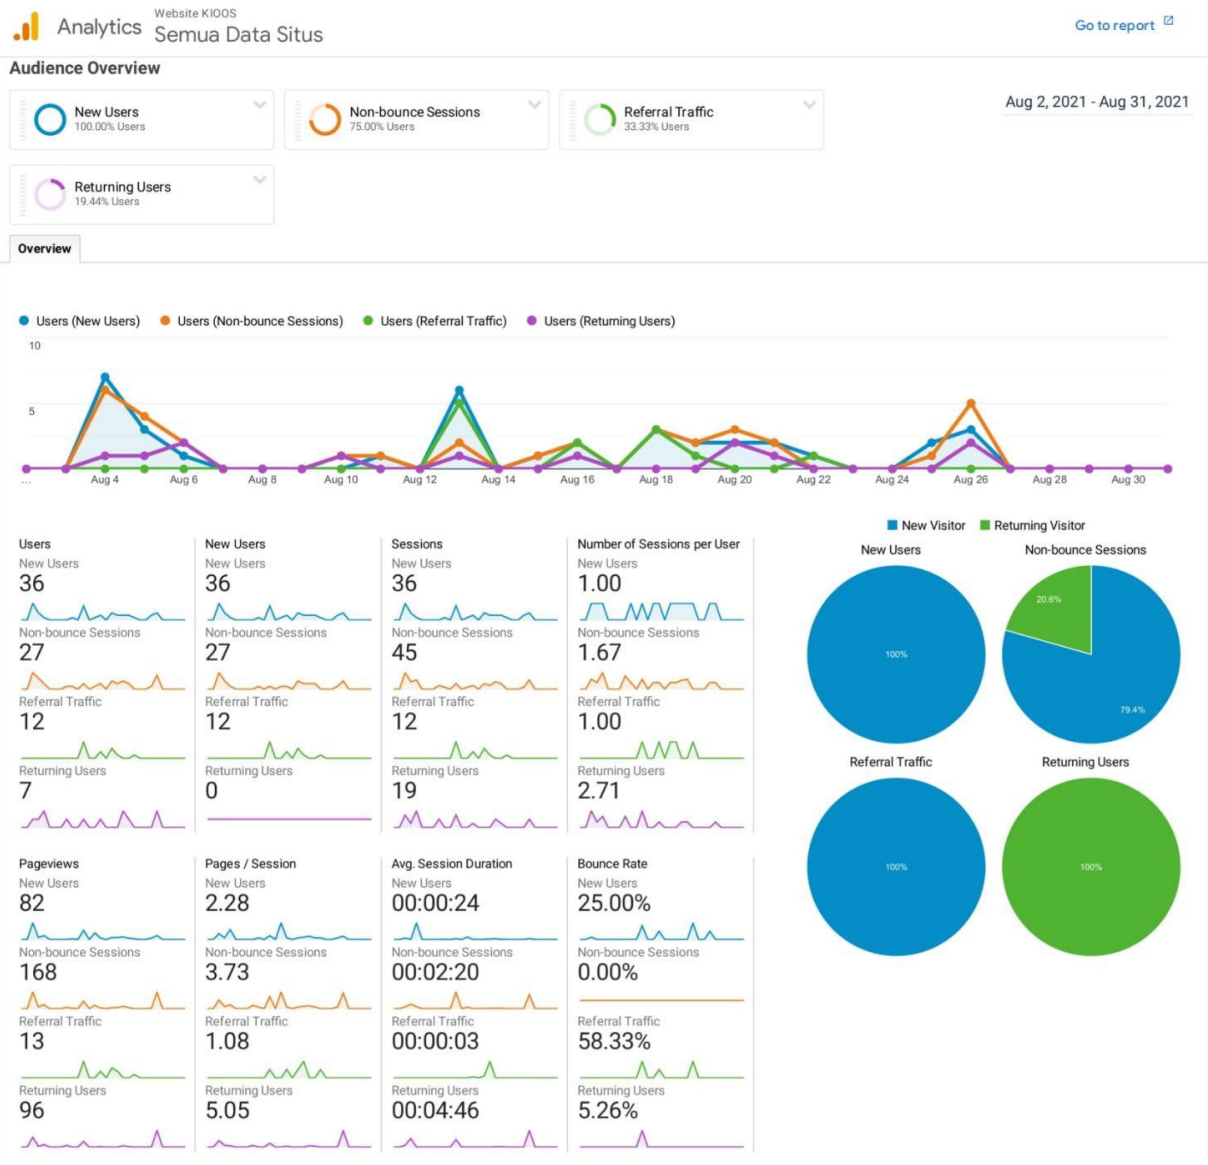 Analytics
Website KIOOS
Semua Data Situs
Go to report
Audience Overview
New Users
100.00% Users
Non-bounce Sessions
75.00% Users
Referral Traffic
33.33% Users
Aug 2, 2021 - Aug 31, 2021
Returning Users
19.44% Users
Overview
Users (New Users) Users (Non-bounce Sessions) Users (Referral Traffic) Users (Returning Users)
10
5
... Aug 4 Aug 6 Aug 8 Aug 10 Aug 12 Aug 14 Aug 16 Aug 18 Aug 20 Aug 22 Aug 24 Aug 26 Aug 28 Aug 30
Users
New Users
36
Non-bounce Sessions
27
Referral Traffic
12
Returning Users
7
New Users
New Users
36
Non-bounce Sessions
27
Referral Traffic
12
Returning Users
0
Sessions
New Users
36
Non-bounce Sessions
45
Referral Traffic
12
Returning Users
19
Number of Sessions per User
New Users
1.00
Non-bounce Sessions
1.67
Referral Traffic
1.00
Returning Users
2.71
Pageviews
New Users
82
Non-bounce Sessions
168
Referral Traffic
13
Returning Users
96
Pages / Session
New Users
2.28
Non-bounce Sessions
3.73
Referral Traffic
1.08
Returning Users
5.05
Avg. Session Duration
New Users
00:00:24
Non-bounce Sessions
00:02:20
Referral Traffic
00:00:03
Returning Users
00:04:46
Bounce Rate
New Users
25.00%
Non-bounce Sessions
0.00%
Referral Traffic
58.33%
Returning Users
5.26%
New Visitor Returning Visitor
New Users
100%
Non-bounce Sessions
20.6%
79.4%
Referral Traffic
100%
Returning Users
100%